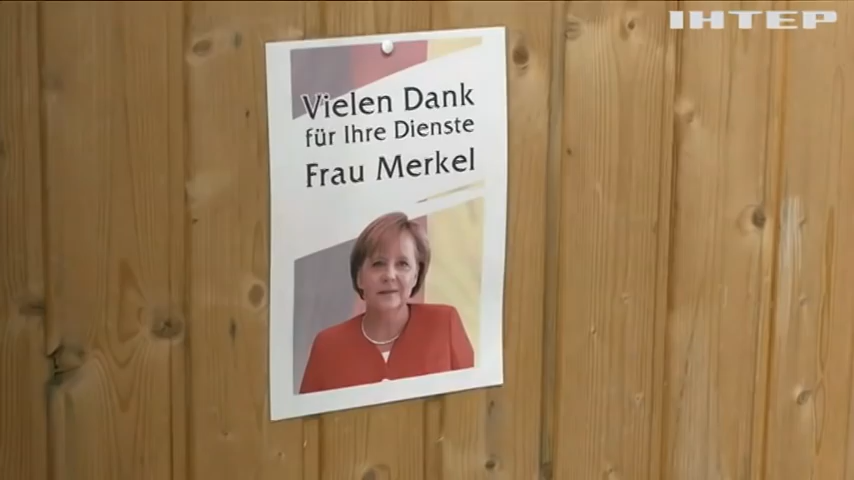 ІНТЕР
Vielen Dank
für Ihre Dienste
Frau Merkel